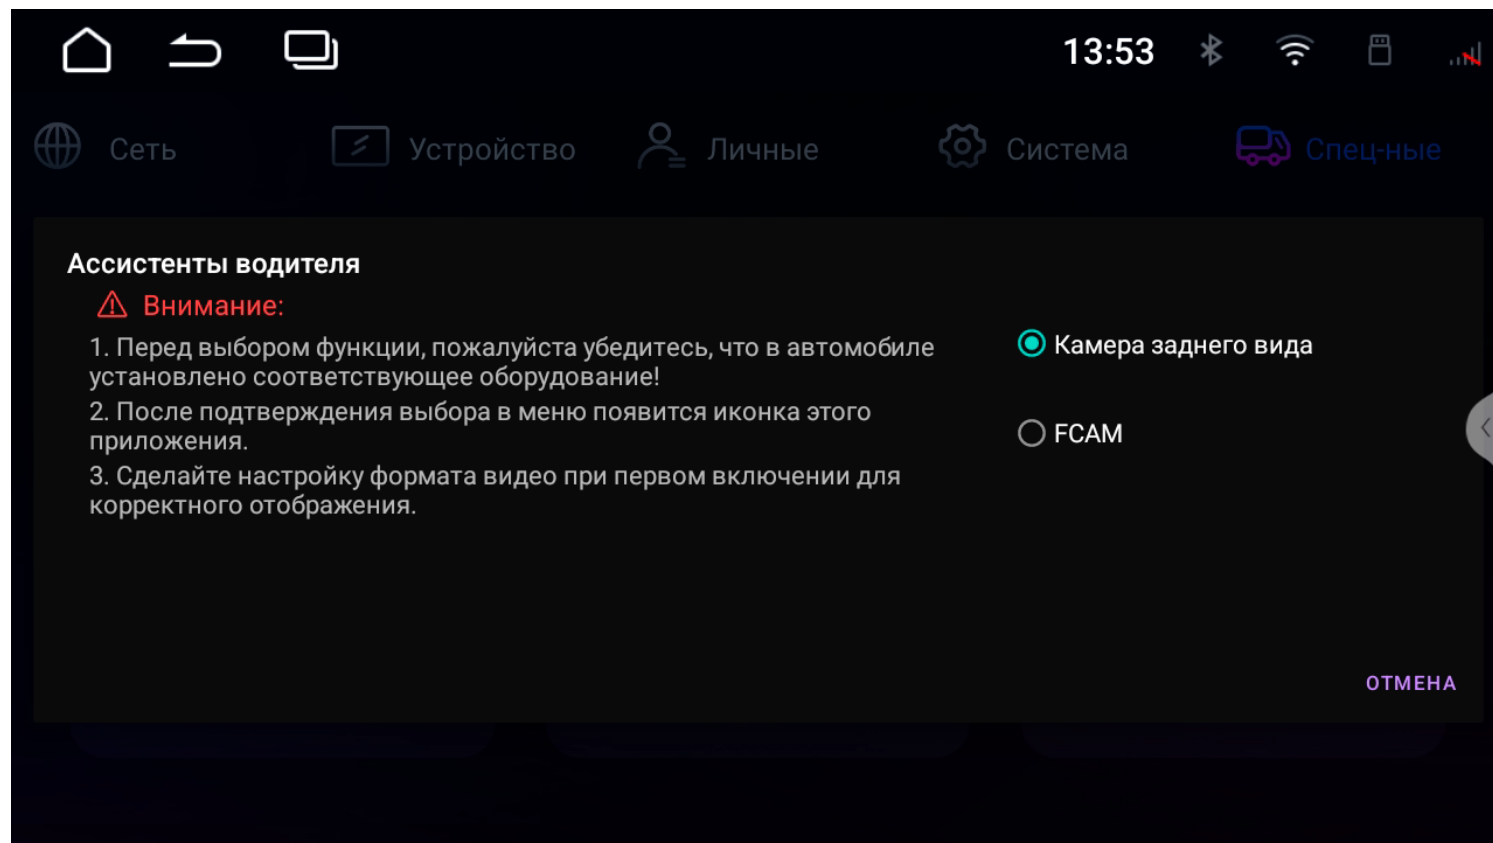 13:53
Сеть Устройство Личные Система Спец-ные
Ассистенты водителя
Внимание:
1. Перед выбором функции, пожалуйста убедитесь, что в автомобиле
установлено соответствующее оборудование!
2. После подтверждения выбора в меню появится иконка этого
приложения.
3. Сделайте настройку формата видео при первом включении для
корректного отображения.
Камера заднего вида
FCAM
ОТМЕНА